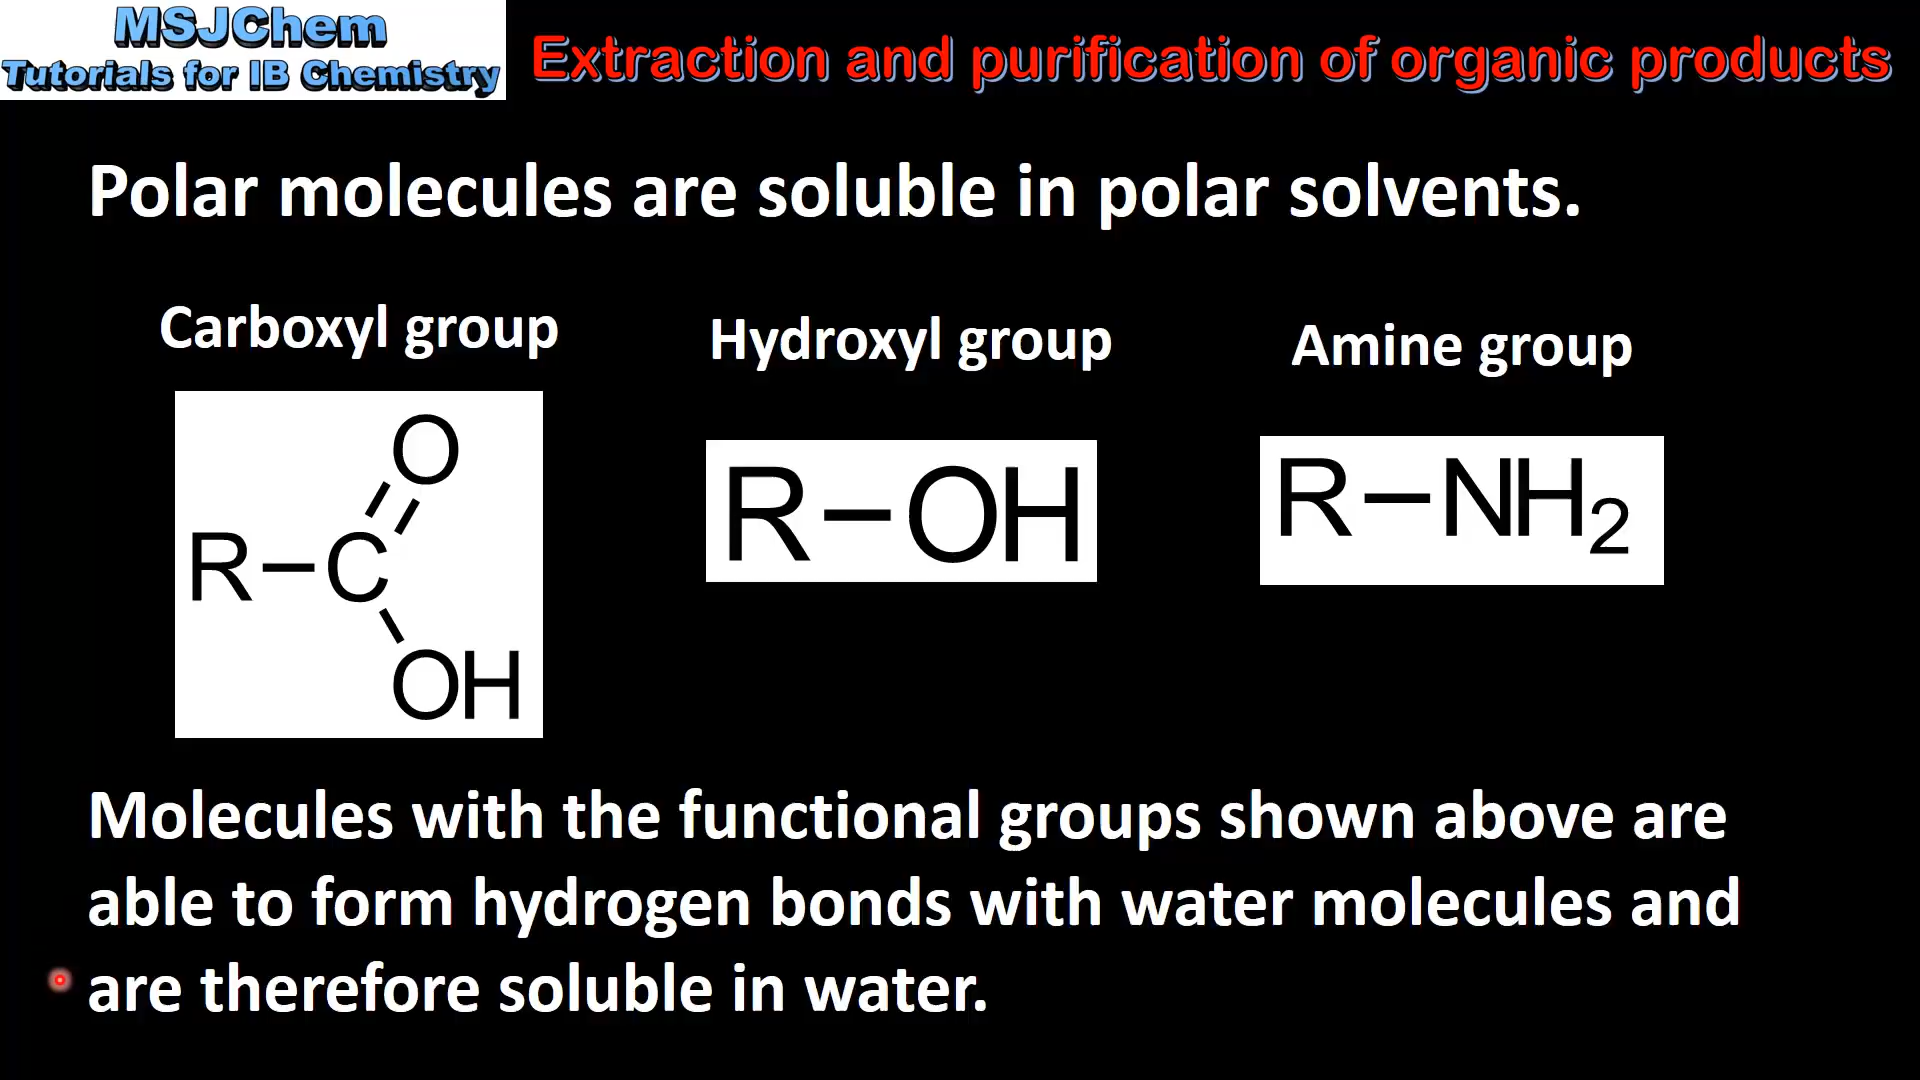 MSJChem
Tutorials for IB Chemistry
Extraction and purification of organic products
Polar molecules are soluble in polar solvents.
Carboxyl group
Hydroxyl group
Amine group
O
R–C
OH
R–OH
R–NH₂
Molecules with the functional groups shown above are
able to form hydrogen bonds with water molecules and
are therefore soluble in water.